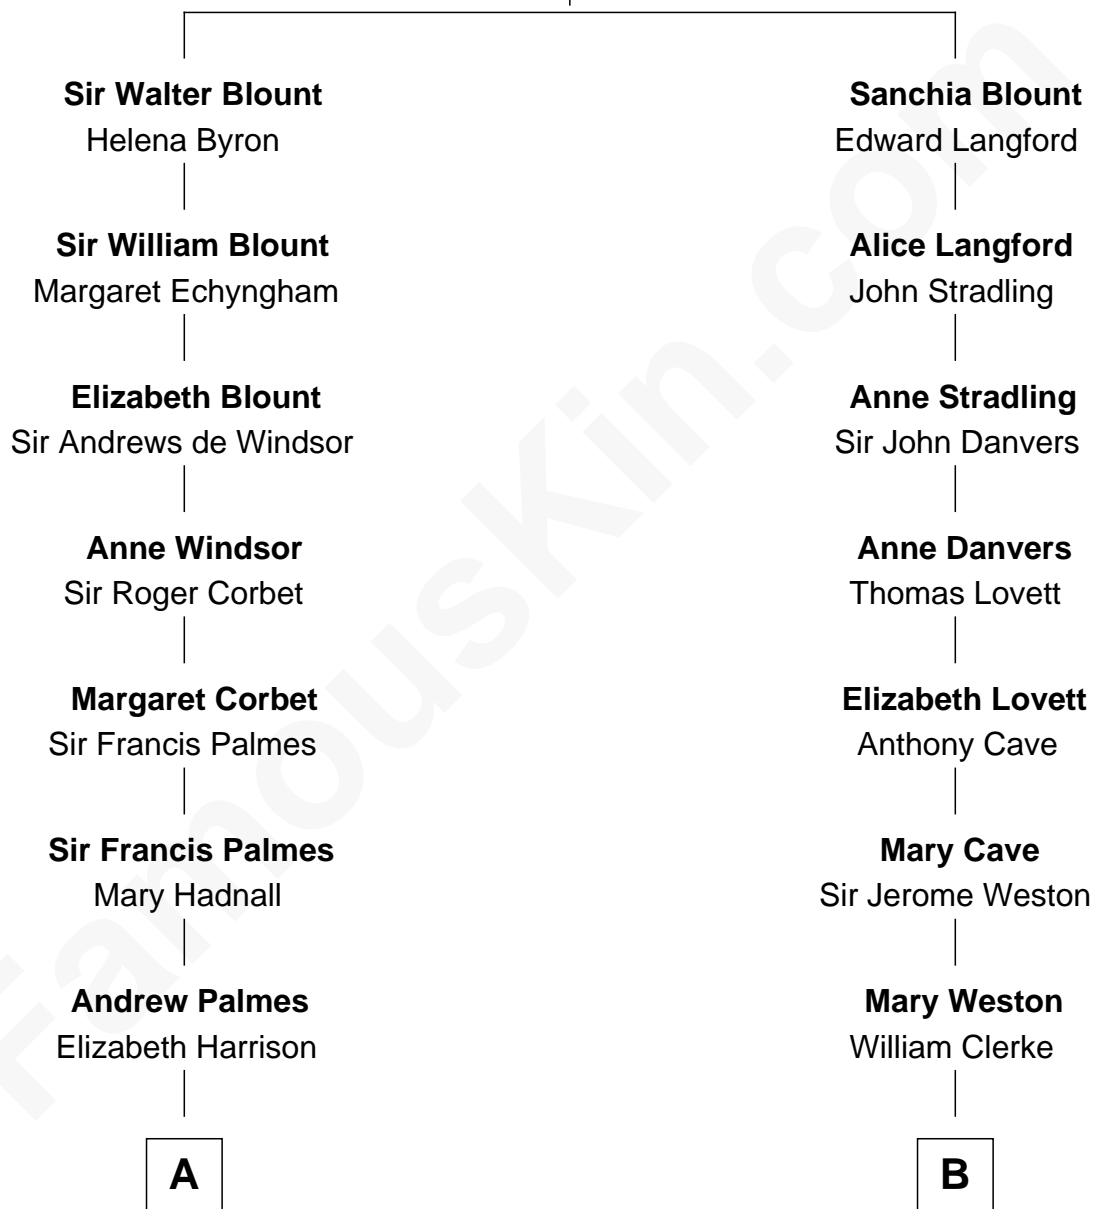 Sir Walter Blount
Helena Byron
Sir William Blount
Margaret Echyngham
Elizabeth Blount
Sir Andrews de Windsor
Anne Windsor
Sir Roger Corbet
Margaret Corbet
Sir Francis Palmes
Sir Francis Palmes
Mary Hadnall
Andrew Palmes
Elizabeth Harrison
A
Sanchia Blount
Edward Langford
Alice Langford
John Stradling
Anne Stradling
Sir John Danvers
Anne Danvers
Thomas Lovett
Elizabeth Lovett
Anthony Cave
Mary Cave
Sir Jerome Weston
Mary Weston
William Clerke
B
FamousKin.com